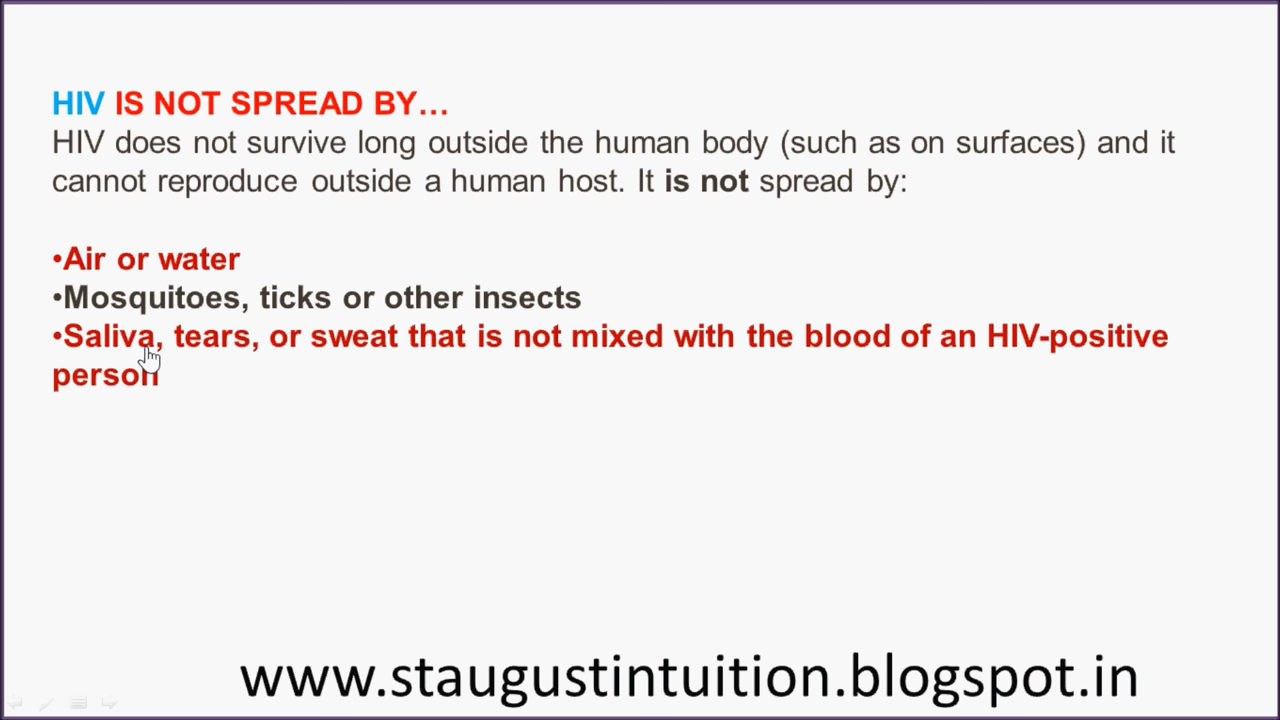 HIV IS NOT SPREAD BY…
HIV does not survive long outside the human body (such as on surfaces) and it
cannot reproduce outside a human host. It is not spread by:
•Air or water
•Mosquitoes, ticks or other insects
•Saliva, tears, or sweat that is not mixed with the blood of an HIV-positive
person
www.staugustintuition.blogspot.in